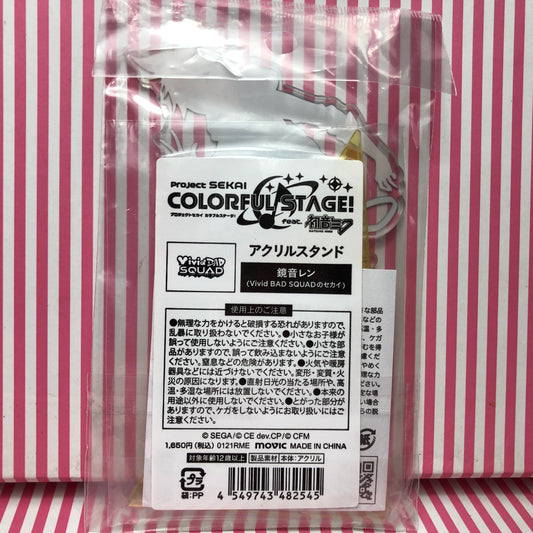 Project SEKAI
COLORFUL STAGE!
プロジェクトセカイ カラフルステージ!
feat. 初音ミク
HATSUNE MIKU
アクリルスタンド
Vivid BAD
SQUAD
鏡音レン
(Vivid BAD SQUADのセカイ)
使用上のご注意
●無理な力をかけると破損する恐れがありますので、
乱暴に取り扱わないでください。●小さなお子様が
誤って使用しないようにご注意ください。●小さな部
品がありますので、誤って飲み込まないようにご注意
ください。窒息などの危険があります。●火気や暖房
器具などには近づけないでください。変形・変質・火
災の原因になります。●直射日光の当たる場所や、高
温・多湿な場所には放置しないでください。●本来の
用途以外に使用しないでください。●とがった部分が
ありますので、ケガをしないようにお取り扱いにはご
注意ください。
© SEGA/© CE dev.CP/© CFM
1,650円(税込) 0121RME movic MADE IN CHINA
対象年齢12歳以上 製品素材 本体:アクリル
プラ
袋:PP
4 549743 482545